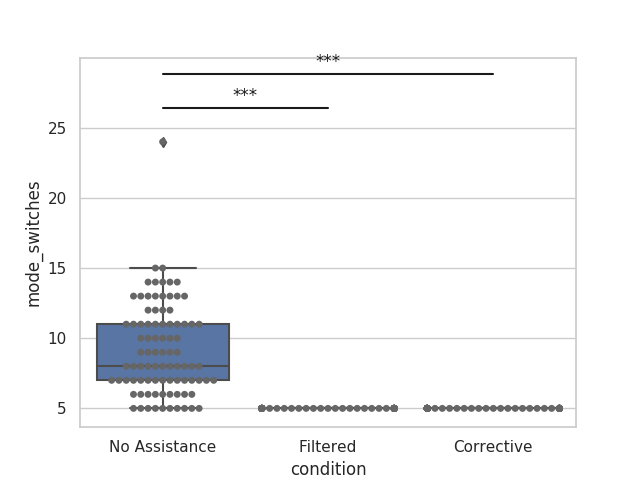 ***
***
25
20
15
10
5
mode_switches
No Assistance Filtered Corrective
condition